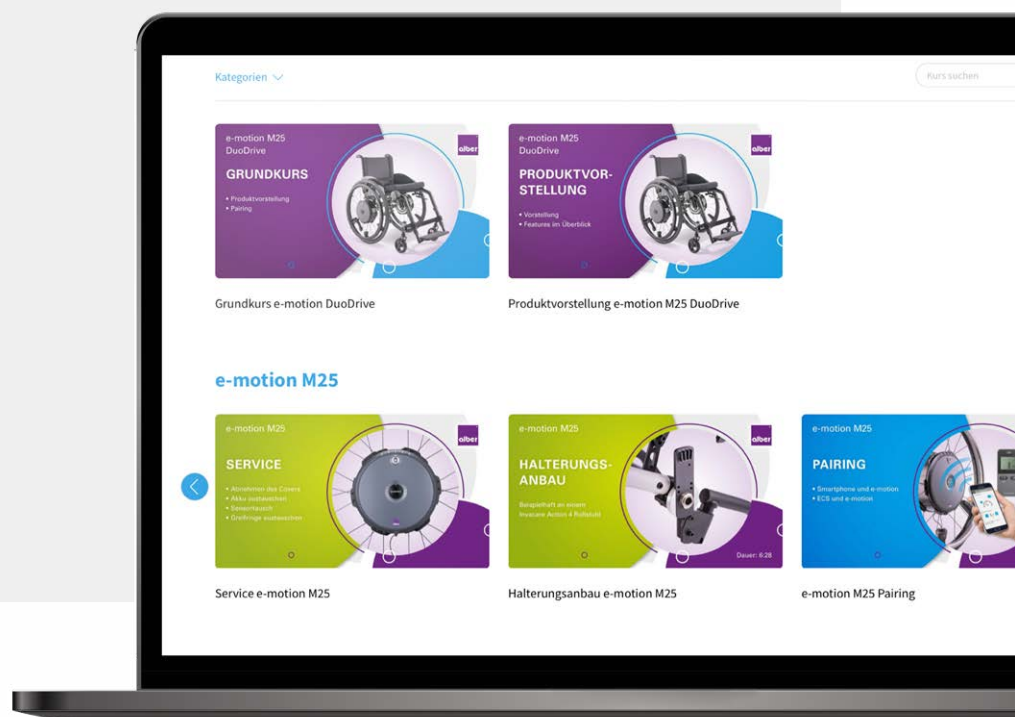 Kategorien
Kurs suchen
e-motion M25
DuoDrive
GRUNDKURS
• Produktvorstellung
• Pairing
alber
e-motion M25
DuoDrive
PRODUKTVOR-
STELLUNG
• Vorstellung
• Features im Überblick
alber
Grundkurs e-motion DuoDrive
Produktvorstellung e-motion M25 DuoDrive
e-motion M25
e-motion M25
SERVICE
• Abnehmen des Covers
• Akku austauschen
• Sensortausch
• Greifringe austauschen
alber
e-motion M25
HALTERUNGS-
ANBAU
Beispielhaft an einem
Invacare Action 4 Rollstuhl
alber
Dauer: 6:28
e-motion M25
PAIRING
• Smartphone und e-motion
• ECS und e-motion
Service e-motion M25
Halterungsanbau e-motion M25
e-motion M25 Pairing